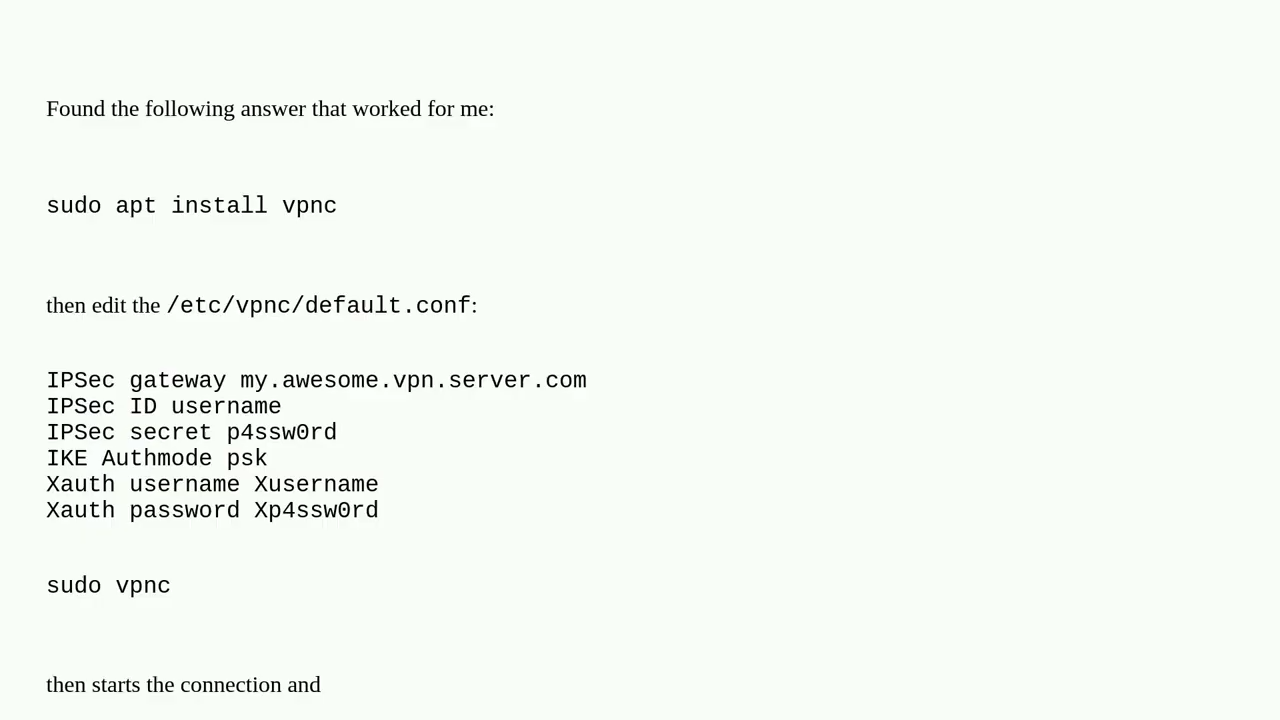 Found the following answer that worked for me:
sudo apt install vpnc
then edit the /etc/vpnc/default.conf:
IPSec gateway my.awesome.vpn.server.com
IPSec ID username
IPSec secret p4ssw0rd
IKE Authmode psk
Xauth username Xusername
Xauth password Xp4ssw0rd
sudo vpnc
then starts the connection and